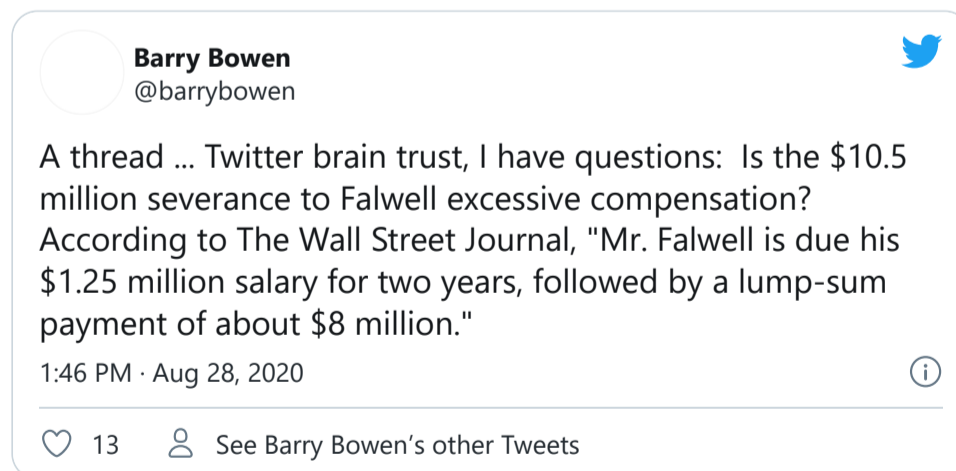 Barry Bowen
@barrybowen
A thread ... Twitter brain trust, I have questions:  Is the $10.5
million severance to Falwell excessive compensation?
According to The Wall Street Journal, "Mr. Falwell is due his
$1.25 million salary for two years, followed by a lump-sum
payment of about $8 million."
1:46 PM · Aug 28, 2020
13 See Barry Bowen’s other Tweets